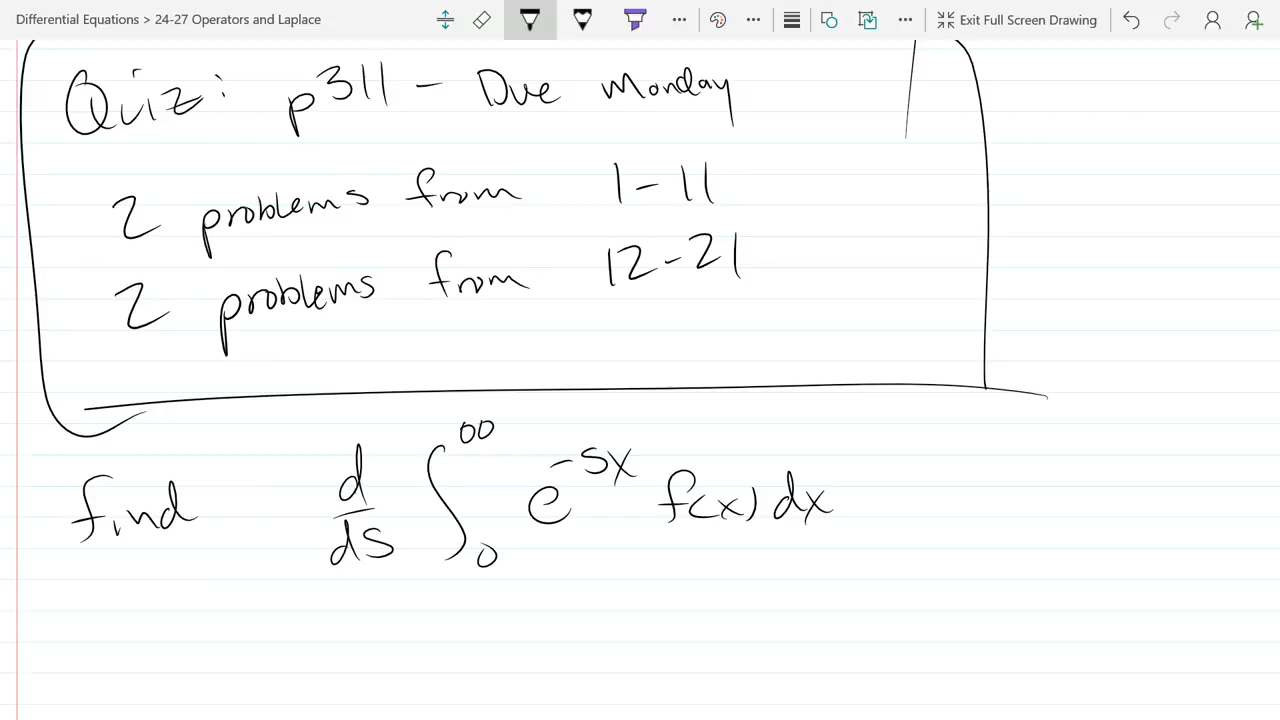 Differential Equations > 24-27 Operators and Laplace
Exit Full Screen Drawing
Quiz: p311 - Due Monday
2 problems from 1-11
2 problems from 12-21
find d/ds ∫_0^∞ e^{-sx} f(x) dx